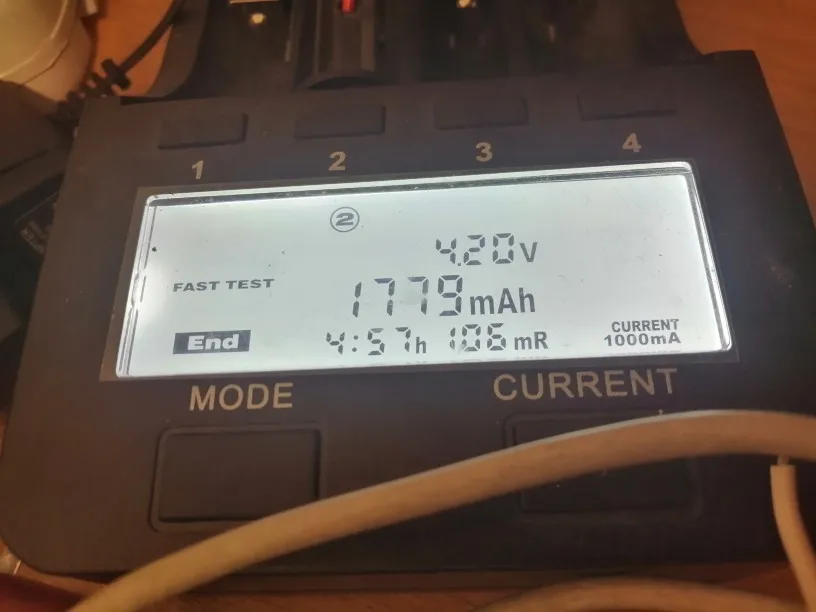 1 2 3 4
②
4.20V
FAST TEST
1779mAh
End
4:57h 106mR
CURRENT
1000mA
MODE CURRENT